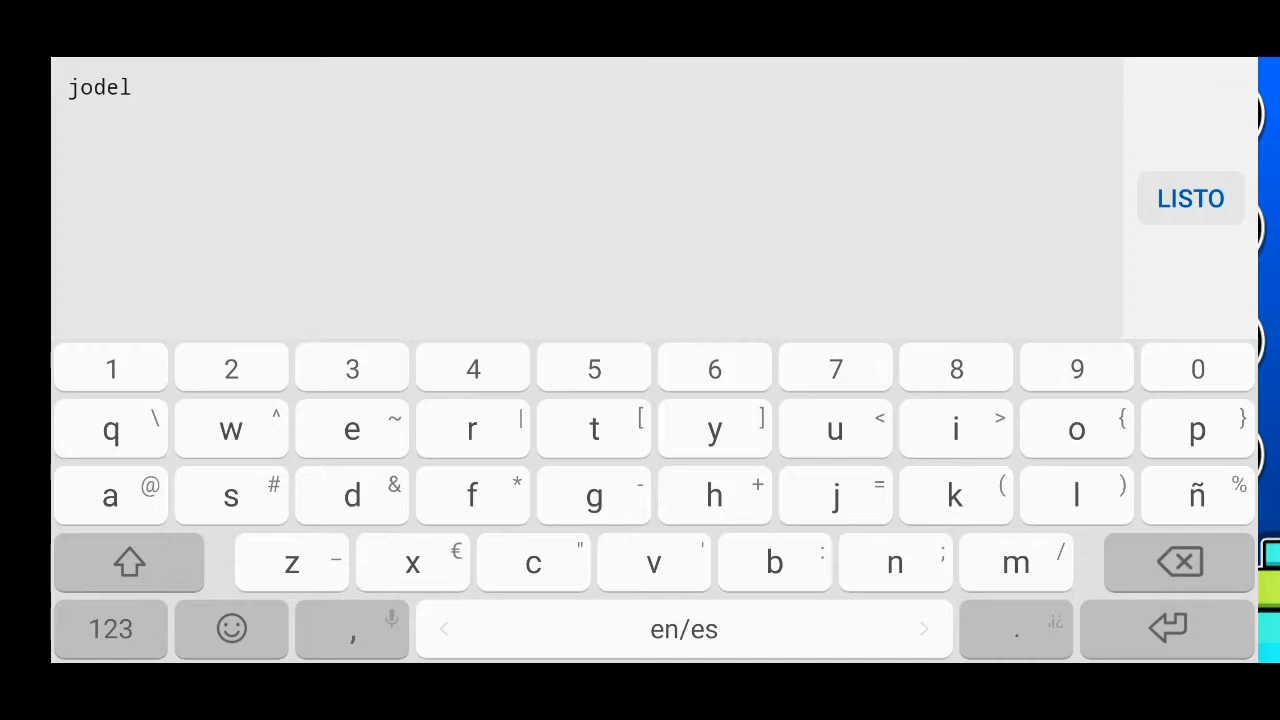 jodel
LISTO
1 2 3 4 5 6 7 8 9 0
q \ w ^ e ~ r | t [ y ] u < i > o { p }
a @ s # d & f * g - h + j = k ( l ) ñ %
z _ x € c " v ' b : n ; m /
123 , < en/es > . ¡¿